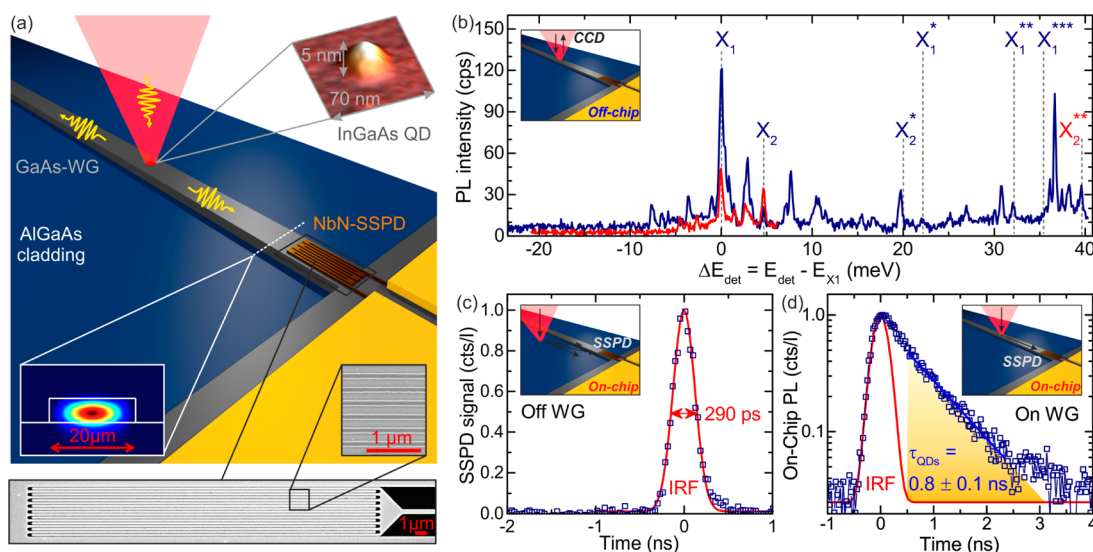 (a)
5 nm
70 nm
InGaAs QD
GaAs-WG
NbN-SSPD
AlGaAs
cladding
20µm
1 µm
1µm
(b)
CCD
Off-chip
X1
X2
X2*
X1*
X1**
X1***
X2**
PL intensity (cps)
150
120
90
60
30
0
-20
-10
0
10
20
30
40
ΔEdet = Edet - EX1 (meV)
(c)
SSPD
On-chip
Off WG
290 ps
IRF
SSPD signal (cts/I)
1.0
0.8
0.6
0.4
0.2
0.0
-2
-1
0
1
Time (ns)
(d)
SSPD
On-chip
On WG
IRF
τQDs =
0.8 ± 0.1 ns
On-Chip PL (cts/I)
1.0
0.1
-1
0
1
2
3
4
Time (ns)